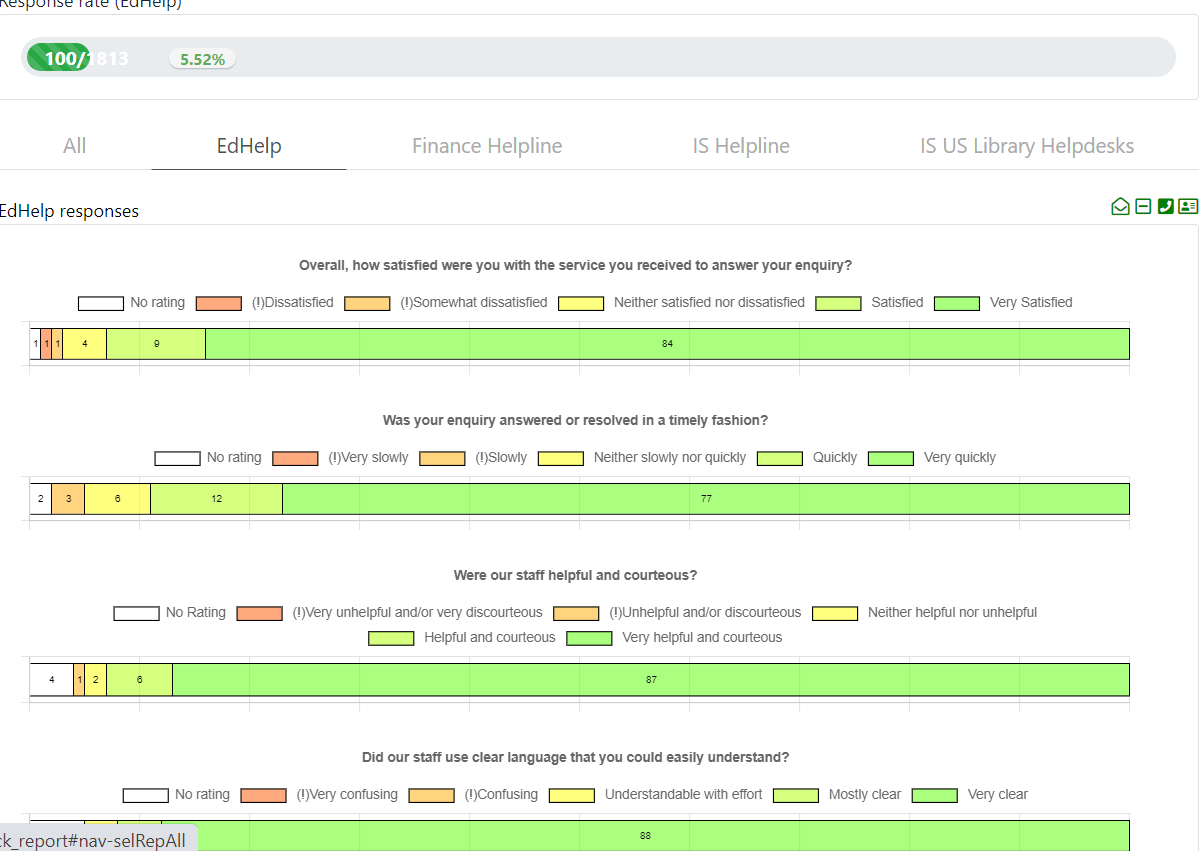 Response rate (EdHelp)
100/1813 5.52%
All EdHelp Finance Helpline IS Helpline IS US Library Helpdesks
EdHelp responses
Overall, how satisfied were you with the service you received to answer your enquiry?
No rating (!)Dissatisfied (!)Somewhat dissatisfied Neither satisfied nor dissatisfied Satisfied Very Satisfied
1 1 1 4 9 84
Was your enquiry answered or resolved in a timely fashion?
No rating (!)Very slowly (!)Slowly Neither slowly nor quickly Quickly Very quickly
2 3 6 12 77
Were our staff helpful and courteous?
No Rating (!)Very unhelpful and/or very discourteous (!)Unhelpful and/or discourteous Neither helpful nor unhelpful
Helpful and courteous Very helpful and courteous
4 1 2 6 87
Did our staff use clear language that you could easily understand?
No rating (!)Very confusing (!)Confusing Understandable with effort Mostly clear Very clear
88
ck_report#nav-selRepAll